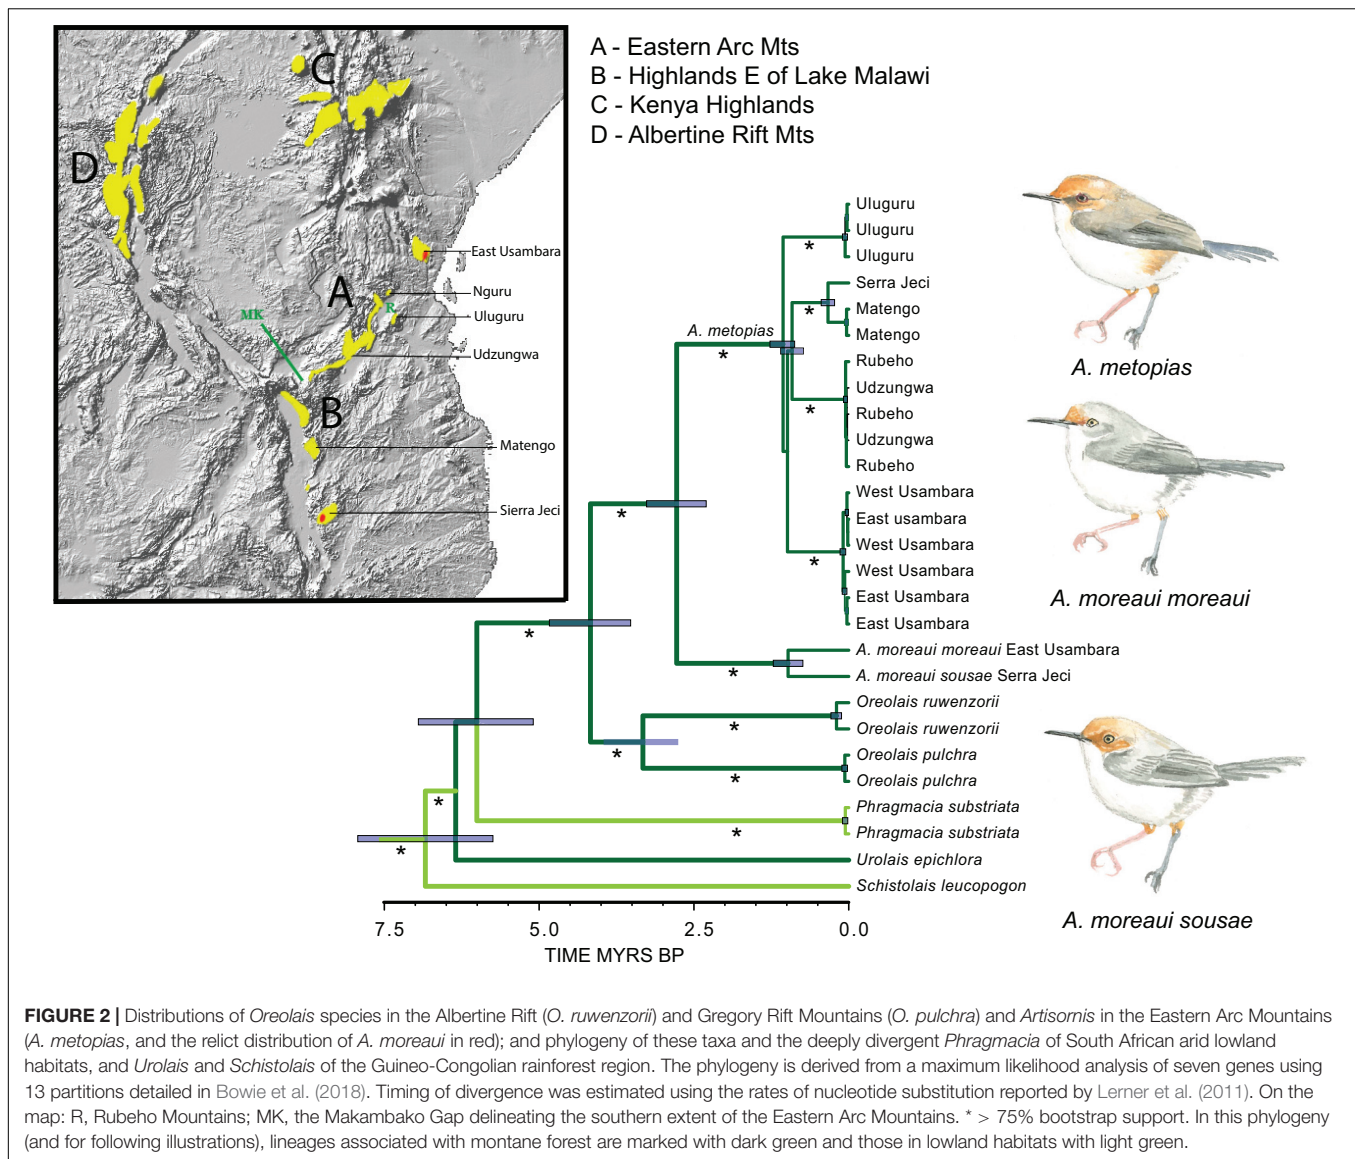 A - Eastern Arc Mts
B - Highlands E of Lake Malawi
C - Kenya Highlands
D - Albertine Rift Mts
C
D
A
B
MK
R
East Usambara
Nguru
Uluguru
Udzungwa
Matengo
Sierra Jeci
Uluguru
Uluguru
Uluguru
Serra Jeci
Matengo
Matengo
Rubeho
Udzungwa
Rubeho
Udzungwa
Rubeho
West Usambara
East usambara
West Usambara
West Usambara
East Usambara
East Usambara
A. moreaui moreaui East Usambara
A. moreaui sousae Serra Jeci
Oreolais ruwenzorii
Oreolais ruwenzorii
Oreolais pulchra
Oreolais pulchra
Phragmacia substriata
Phragmacia substriata
Urolais epichlora
Schistolais leucopogon
A. metopias
* * * * * * * * * * * * * *
7.5 5.0 2.5 0.0
TIME MYRS BP
A. metopias
A. moreaui moreaui
A. moreaui sousae
FIGURE 2 | Distributions of Oreolais species in the Albertine Rift (O. ruwenzorii) and Gregory Rift Mountains (O. pulchra) and Artisornis in the Eastern Arc Mountains
(A. metopias, and the relict distribution of A. moreaui in red); and phylogeny of these taxa and the deeply divergent Phragmacia of South African arid lowland
habitats, and Urolais and Schistolais of the Guineo-Congolian rainforest region. The phylogeny is derived from a maximum likelihood analysis of seven genes using
13 partitions detailed in Bowie et al. (2018). Timing of divergence was estimated using the rates of nucleotide substitution reported by Lerner et al. (2011). On the
map: R, Rubeho Mountains; MK, the Makambako Gap delineating the southern extent of the Eastern Arc Mountains. * > 75% bootstrap support. In this phylogeny
(and for following illustrations), lineages associated with montane forest are marked with dark green and those in lowland habitats with light green.